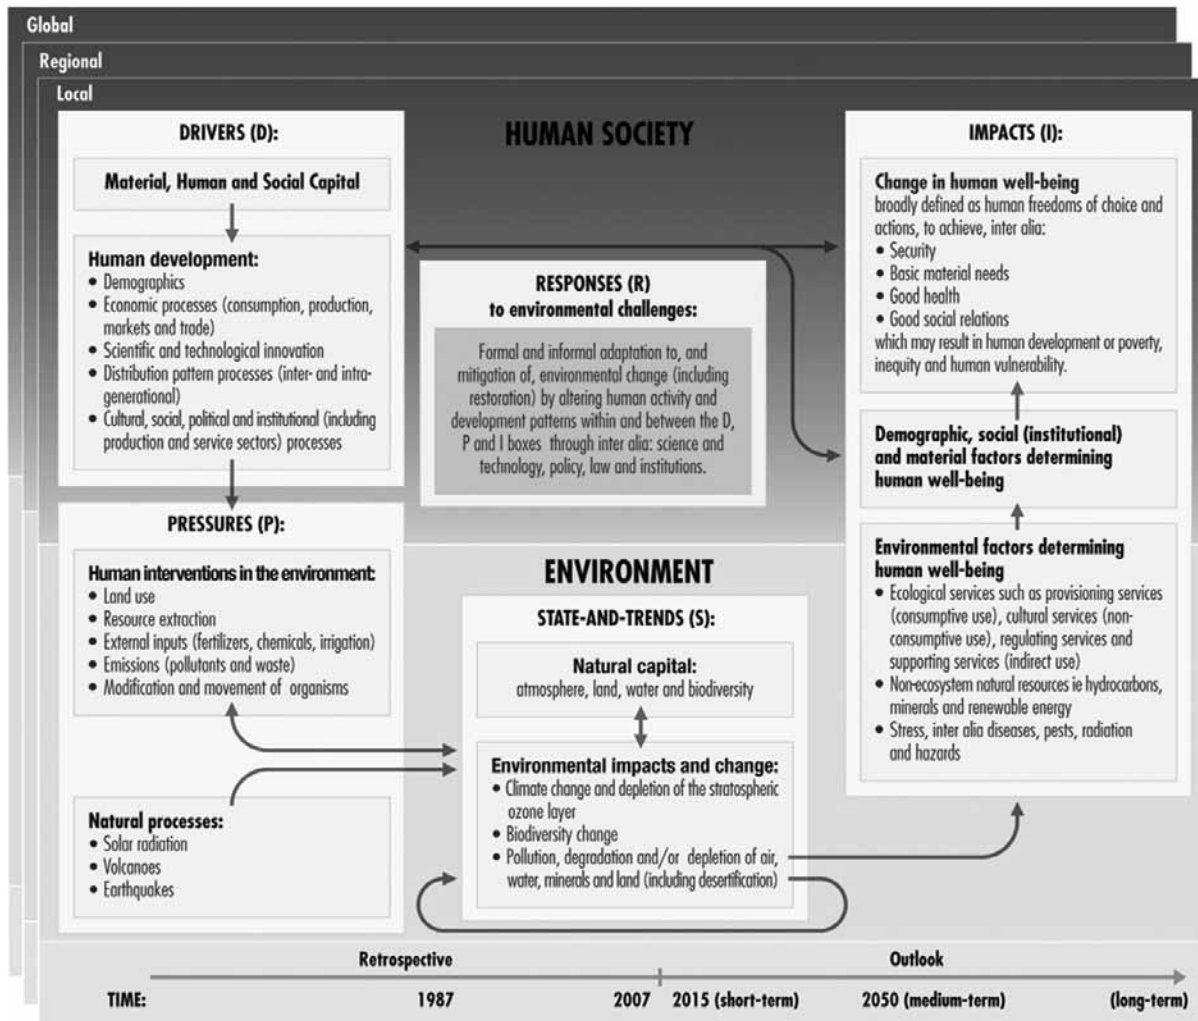 Global
Regional
Local
DRIVERS (D):
Material, Human and Social Capital
Human development:
• Demographics
• Economic processes (consumption, production,
markets and trade)
• Scientific and technological innovation
• Distribution pattern processes (inter- and intra-
generational)
• Cultural, social, political and institutional (including
production and service sectors) processes
PRESSURES (P):
Human interventions in the environment:
• Land use
• Resource extraction
• External inputs (fertilizers, chemicals, irrigation)
• Emissions (pollutants and waste)
• Modification and movement of organisms
Natural processes:
• Solar radiation
• Volcanoes
• Earthquakes
HUMAN SOCIETY
RESPONSES (R)
to environmental challenges:
Formal and informal adaptation to, and
mitigation of, environmental change (including
restoration) by altering human activity and
development patterns within and between the D,
P and I boxes through inter alia: science and
technology, policy, law and institutions.
ENVIRONMENT
STATE-AND-TRENDS (S):
Natural capital:
atmosphere, land, water and biodiversity
Environmental impacts and change:
• Climate change and depletion of the stratospheric
ozone layer
• Biodiversity change
• Pollution, degradation and/or depletion of air,
water, minerals and land (including desertification)
IMPACTS (I):
Change in human well-being
broadly defined as human freedoms of choice and
actions, to achieve, inter alia:
• Security
• Basic material needs
• Good health
• Good social relations
which may result in human development or poverty,
inequity and human vulnerability.
Demographic, social (institutional)
and material factors determining
human well-being
Environmental factors determining
human well-being
• Ecological services such as provisioning services
(consumptive use), cultural services (non-
consumptive use), regulating services and
supporting services (indirect use)
• Non-ecosystem natural resources ie hydrocarbons,
minerals and renewable energy
• Stress, inter alia diseases, pests, radiation
and hazards
Retrospective
Outlook
TIME:
1987
2007
2015 (short-term)
2050 (medium-term)
(long-term)